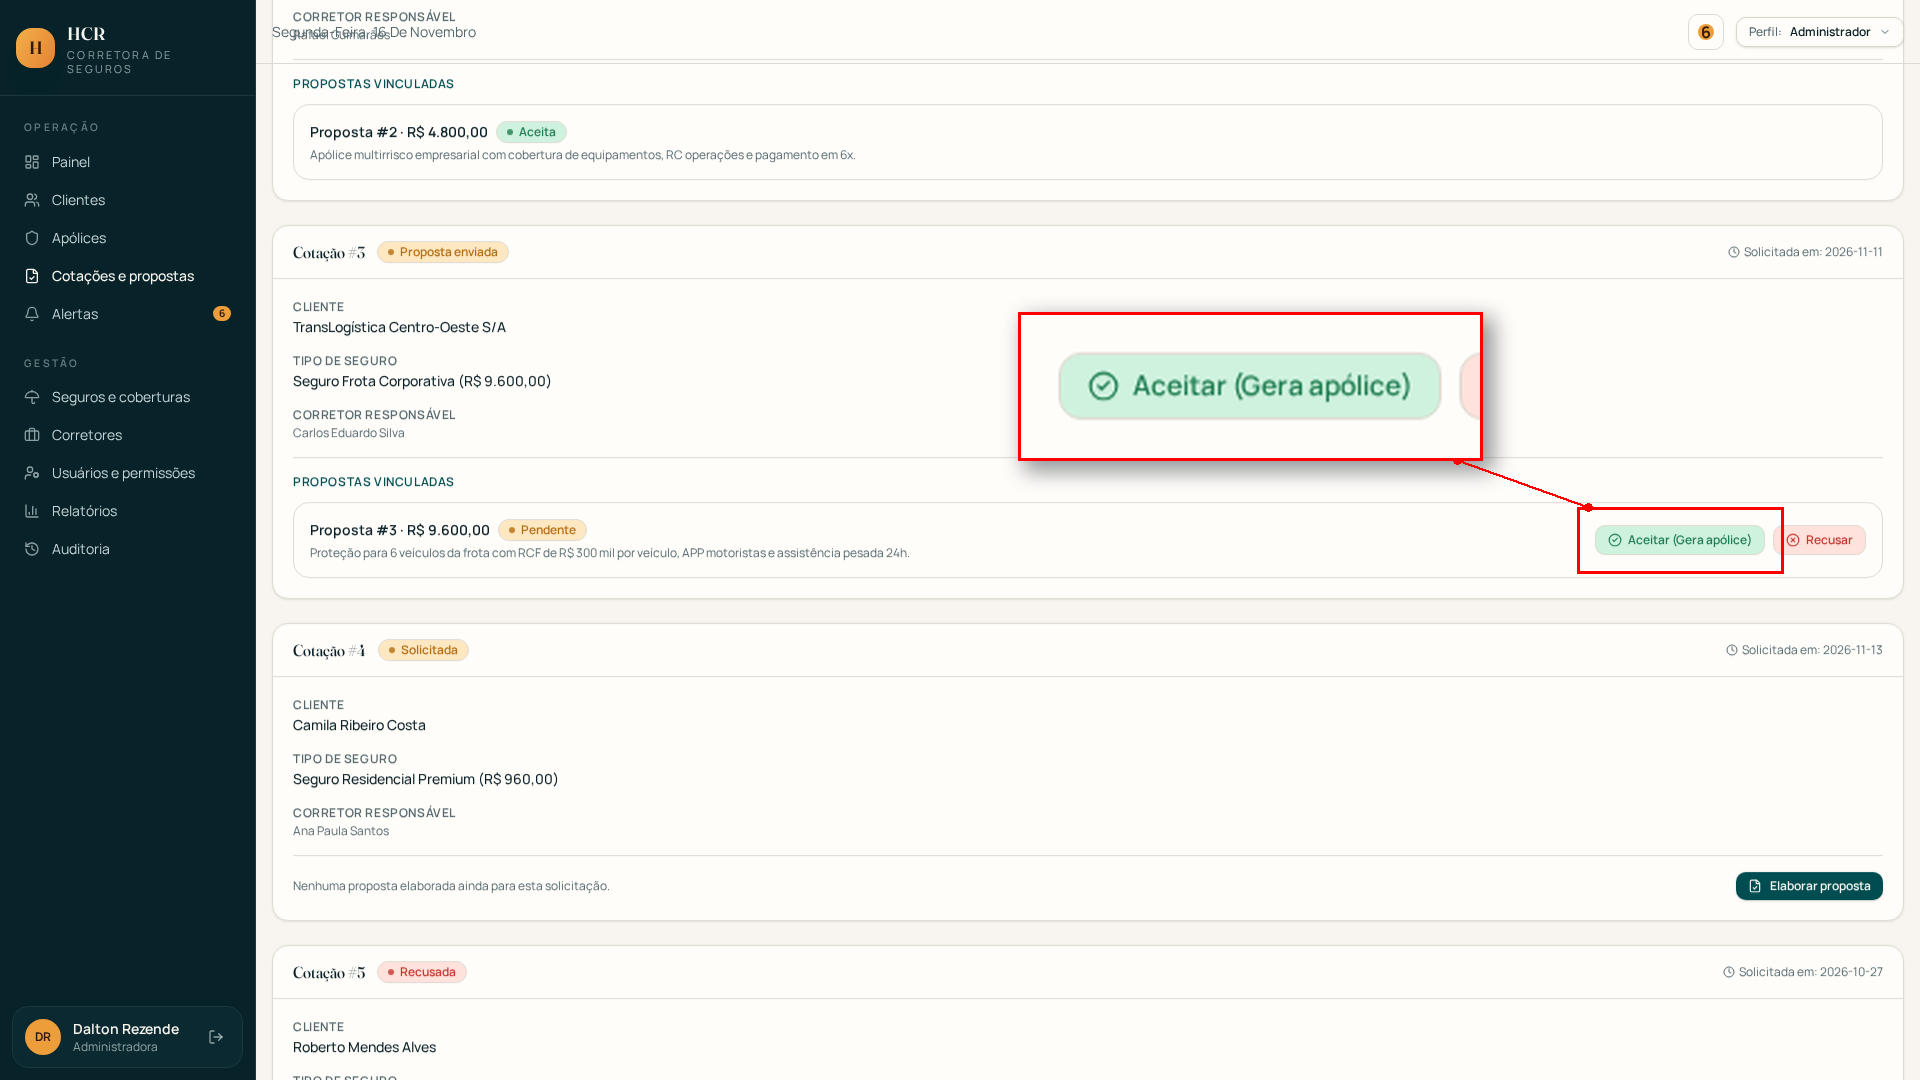 H
HCR
CORRETORA DE
SEGUROS
OPERAÇÃO
Painel
Clientes
Apólices
Cotações e propostas
Alertas 6
GESTÃO
Seguros e coberturas
Corretores
Usuários e permissões
Relatórios
Auditoria
DR
Dalton Rezende
Administradora
CORRETOR RESPONSÁVEL
Segunda-Feira, 16 De Novembro
Rafael Guimarães
6
Perfil: Administrador
PROPOSTAS VINCULADAS
Proposta #2 · R$ 4.800,00 Aceita
Apólice multirrisco empresarial com cobertura de equipamentos, RC operações e pagamento em 6x.
Cotação #3 Proposta enviada Solicitada em: 2026-11-11
CLIENTE
TransLogística Centro-Oeste S/A
TIPO DE SEGURO
Seguro Frota Corporativa (R$ 9.600,00)
CORRETOR RESPONSÁVEL
Carlos Eduardo Silva
Aceitar (Gera apólice)
PROPOSTAS VINCULADAS
Proposta #3 · R$ 9.600,00 Pendente
Proteção para 6 veículos da frota com RCF de R$ 300 mil por veículo, APP motoristas e assistência pesada 24h.
Aceitar (Gera apólice) Recusar
Cotação #4 Solicitada Solicitada em: 2026-11-13
CLIENTE
Camila Ribeiro Costa
TIPO DE SEGURO
Seguro Residencial Premium (R$ 960,00)
CORRETOR RESPONSÁVEL
Ana Paula Santos
Nenhuma proposta elaborada ainda para esta solicitação. Elaborar proposta
Cotação #5 Recusada Solicitada em: 2026-10-27
CLIENTE
Roberto Mendes Alves
TIPO DE SEGURO